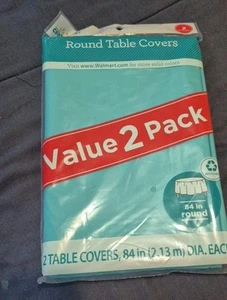 Round Table Covers
Visit www.Walmart.com for more solid colors
Value 2 Pack
84 in
round
2 TABLE COVERS, 84 in (2.13 m) DIA. EACH